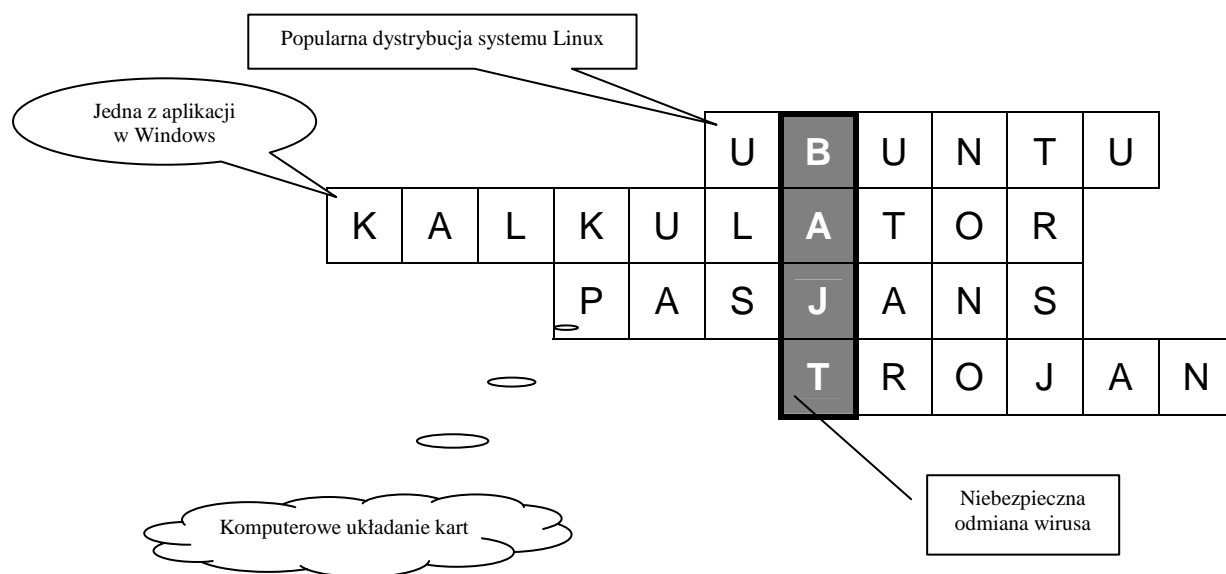 Popularna dystrybucja systemu Linux
Jedna z aplikacji
w Windows
U B U N T U
K A L K U L A T O R
P A S J A N S
T R O J A N
Niebezpieczna
odmiana wirusa
Komputerowe układanie kart